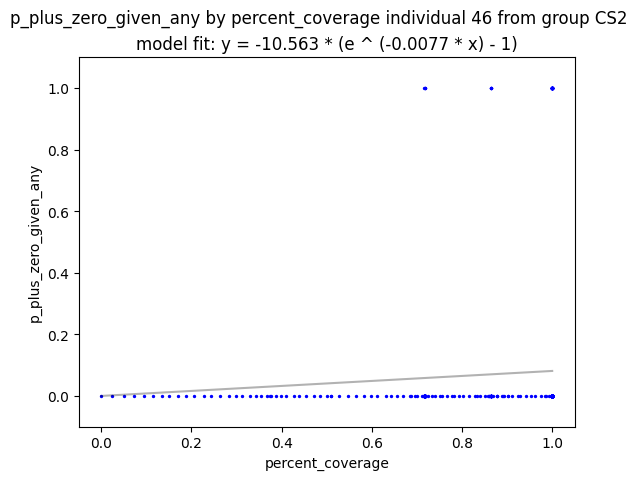 p_plus_zero_given_any by percent_coverage individual 46 from group CS2
model fit: y = -10.563 * (e ^ (-0.0077 * x) - 1)
1.0
0.8
0.6
0.4
0.2
0.0
p_plus_zero_given_any
0.0 0.2 0.4 0.6 0.8 1.0
percent_coverage